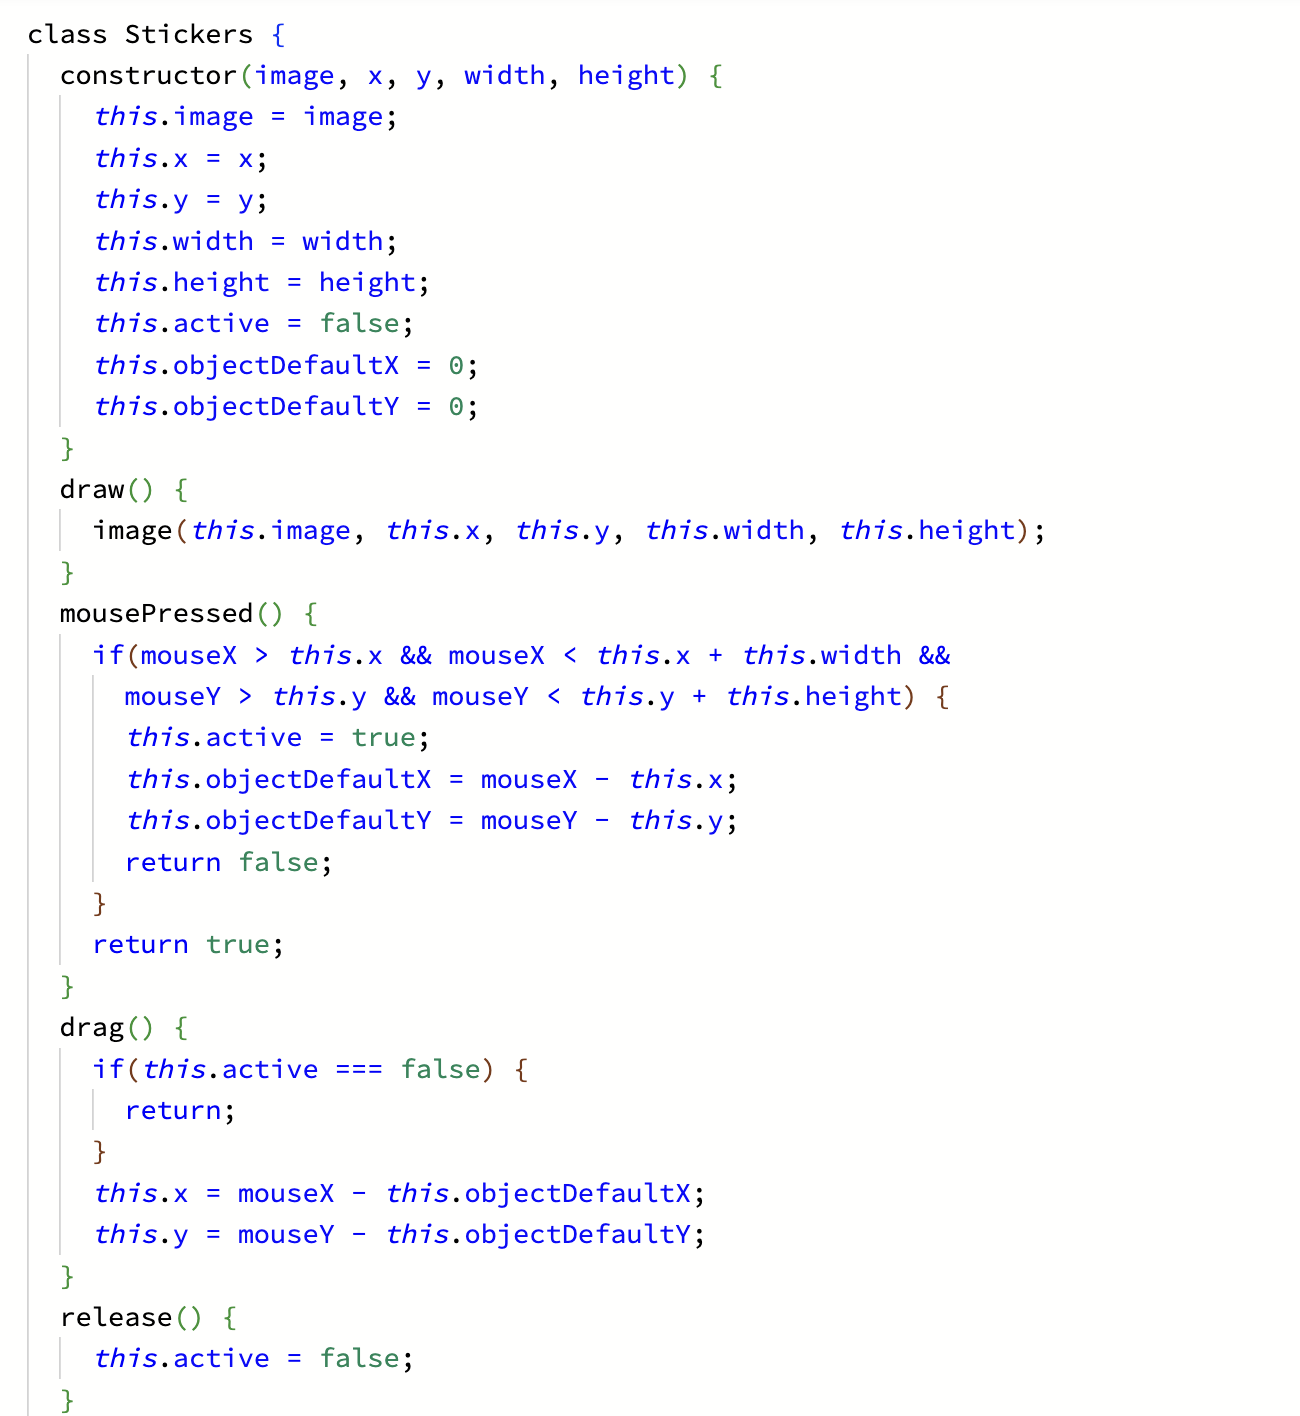 class Stickers {
  constructor(image, x, y, width, height) {
    this.image = image;
    this.x = x;
    this.y = y;
    this.width = width;
    this.height = height;
    this.active = false;
    this.objectDefaultX = 0;
    this.objectDefaultY = 0;
  }
  draw() {
    image(this.image, this.x, this.y, this.width, this.height);
  }
  mousePressed() {
    if(mouseX > this.x && mouseX < this.x + this.width &&
      mouseY > this.y && mouseY < this.y + this.height) {
      this.active = true;
      this.objectDefaultX = mouseX - this.x;
      this.objectDefaultY = mouseY - this.y;
      return false;
    }
    return true;
  }
  drag() {
    if(this.active === false) {
      return;
    }
    this.x = mouseX - this.objectDefaultX;
    this.y = mouseY - this.objectDefaultY;
  }
  release() {
    this.active = false;
  }